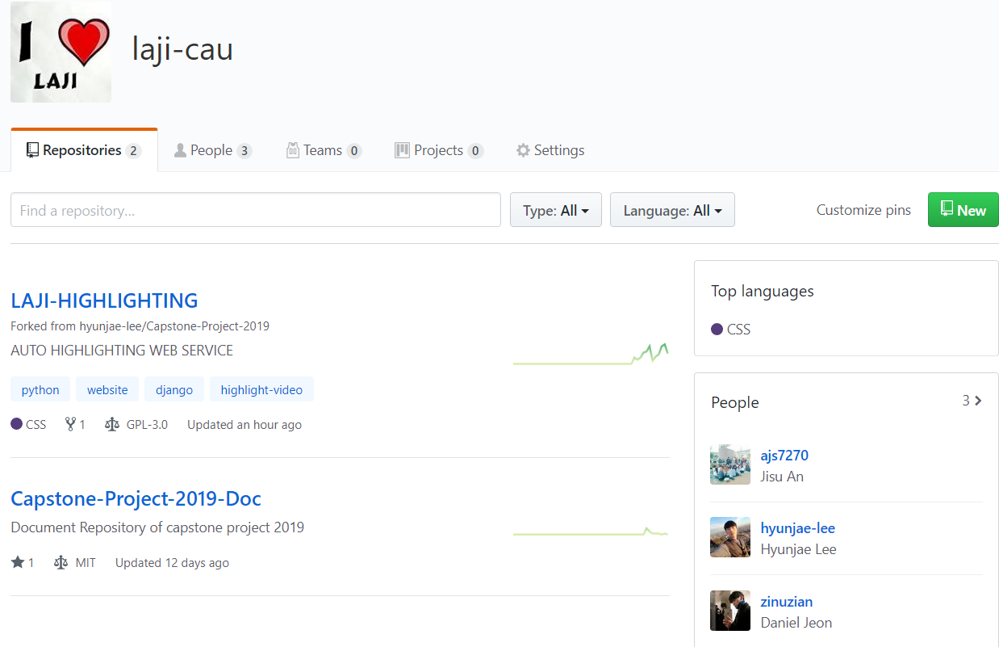 I
LAJI
laji-cau
Repositories 2
People 3
Teams 0
Projects 0
Settings
Find a repository...
Type: All
Language: All
Customize pins
New
LAJI-HIGHLIGHTING
Forked from hyunjae-lee/Capstone-Project-2019
AUTO HIGHLIGHTING WEB SERVICE
python
website
django
highlight-video
CSS
1
GPL-3.0
Updated an hour ago
Capstone-Project-2019-Doc
Document Repository of capstone project 2019
1
MIT
Updated 12 days ago
Top languages
CSS
People
3
ajs7270
Jisu An
hyunjae-lee
Hyunjae Lee
zinuzian
Daniel Jeon